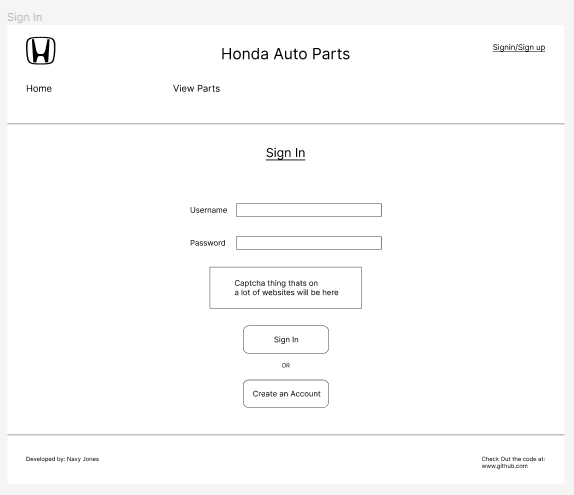 Sign In
Honda Auto Parts
Signin/Sign up
Home
View Parts
Sign In
Username
Password
Captcha thing thats on
a lot of websites will be here
Sign In
OR
Create an Account
Developed by: Navy Jones
Check Out the code at:
www.github.com